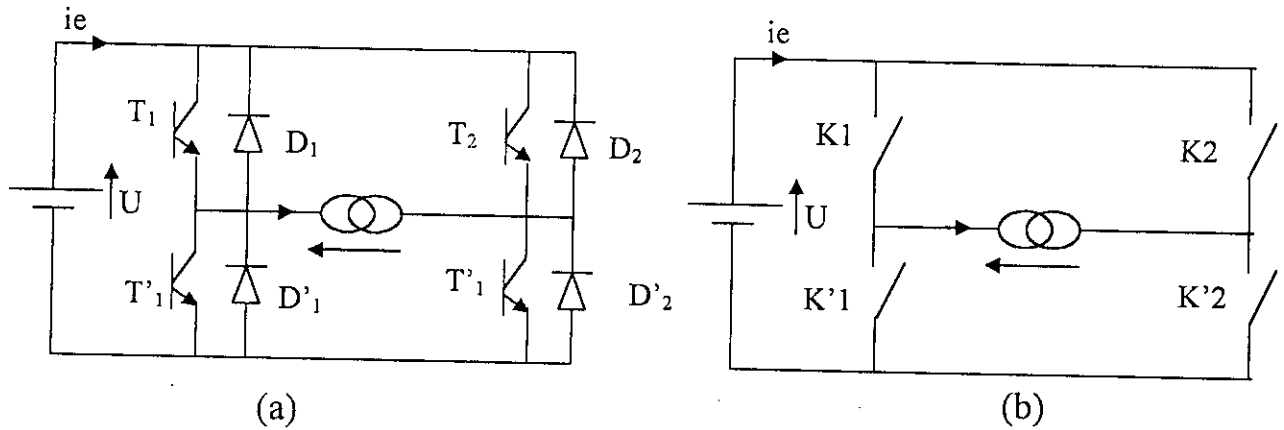 ie
T₁
D₁
T₂
D₂
U
T'₁
D'₁
T'₁
D'₂
(a)
ie
K1
K2
U
K'1
K'2
(b)